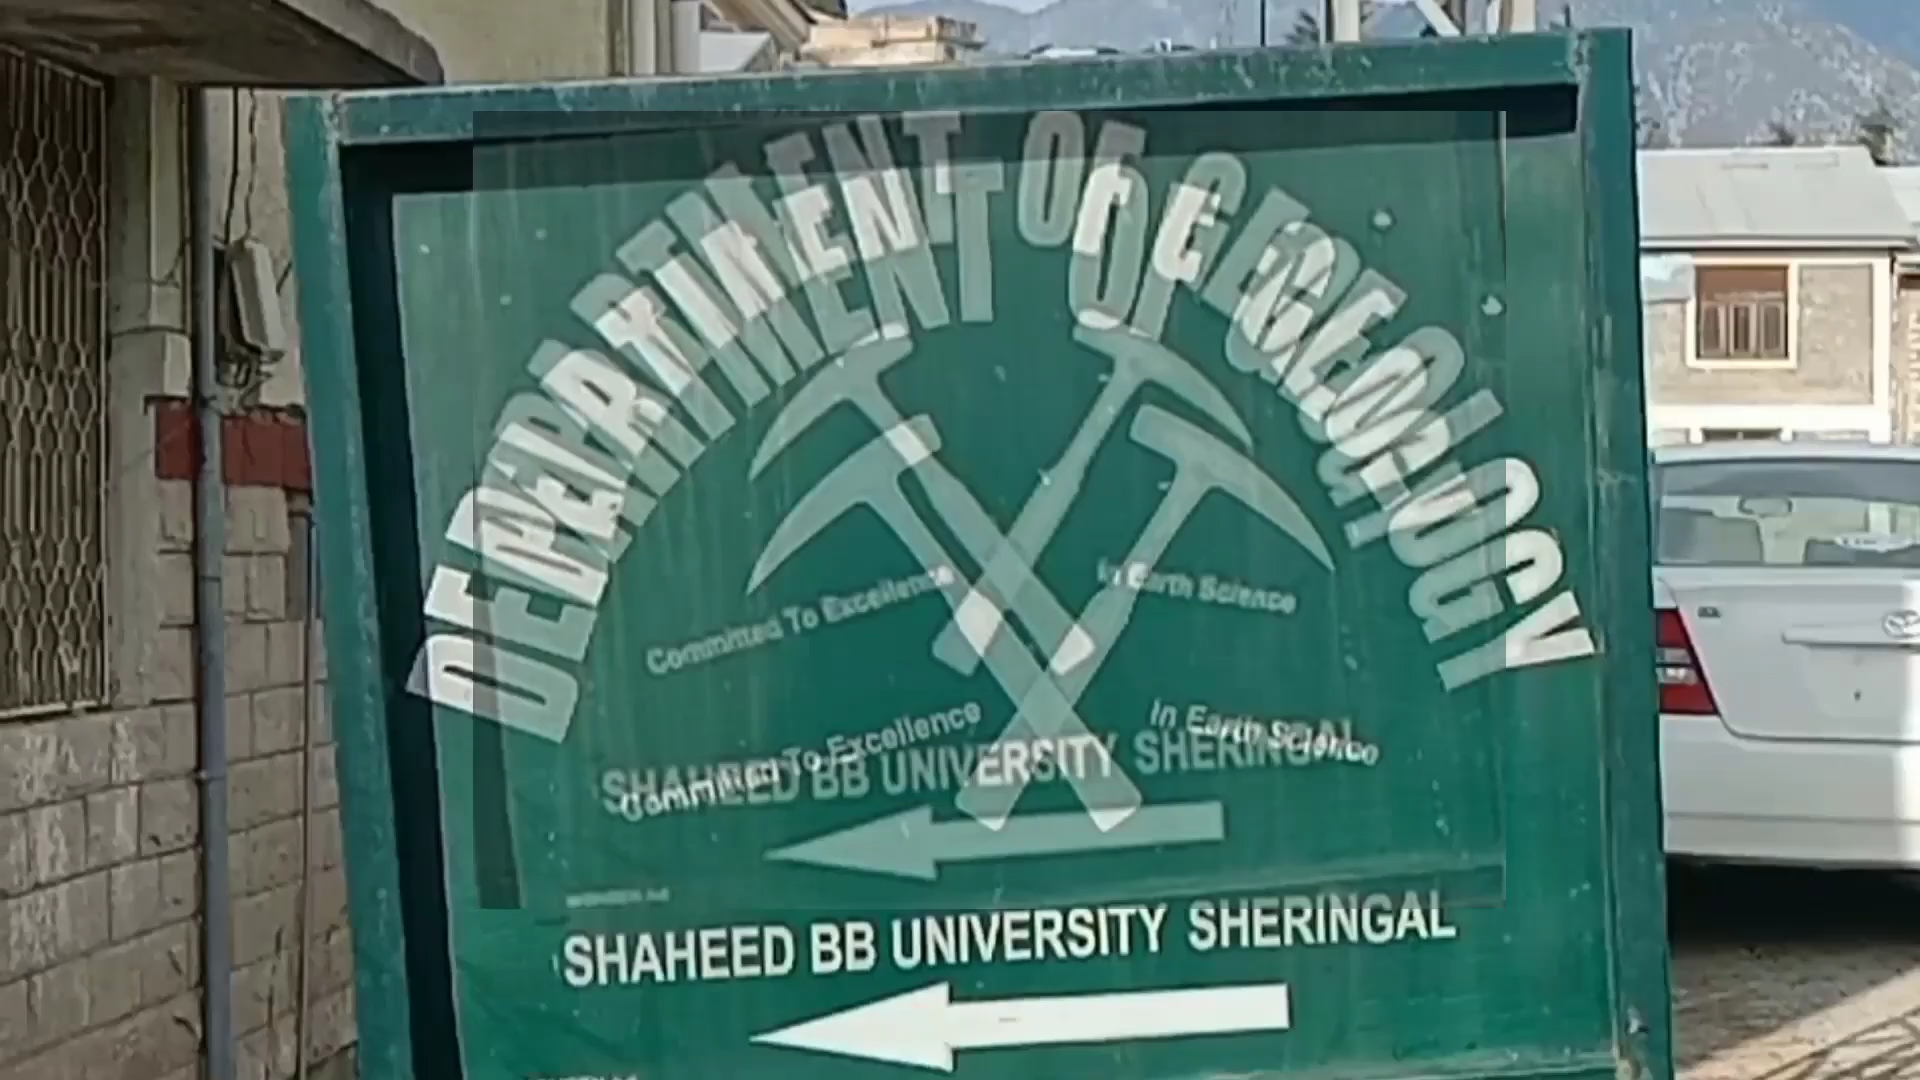 DEPARTMENT OF GEOLOGY
Committed To Excellence In Earth Science
SHAHEED BB UNIVERSITY SHERINGAL